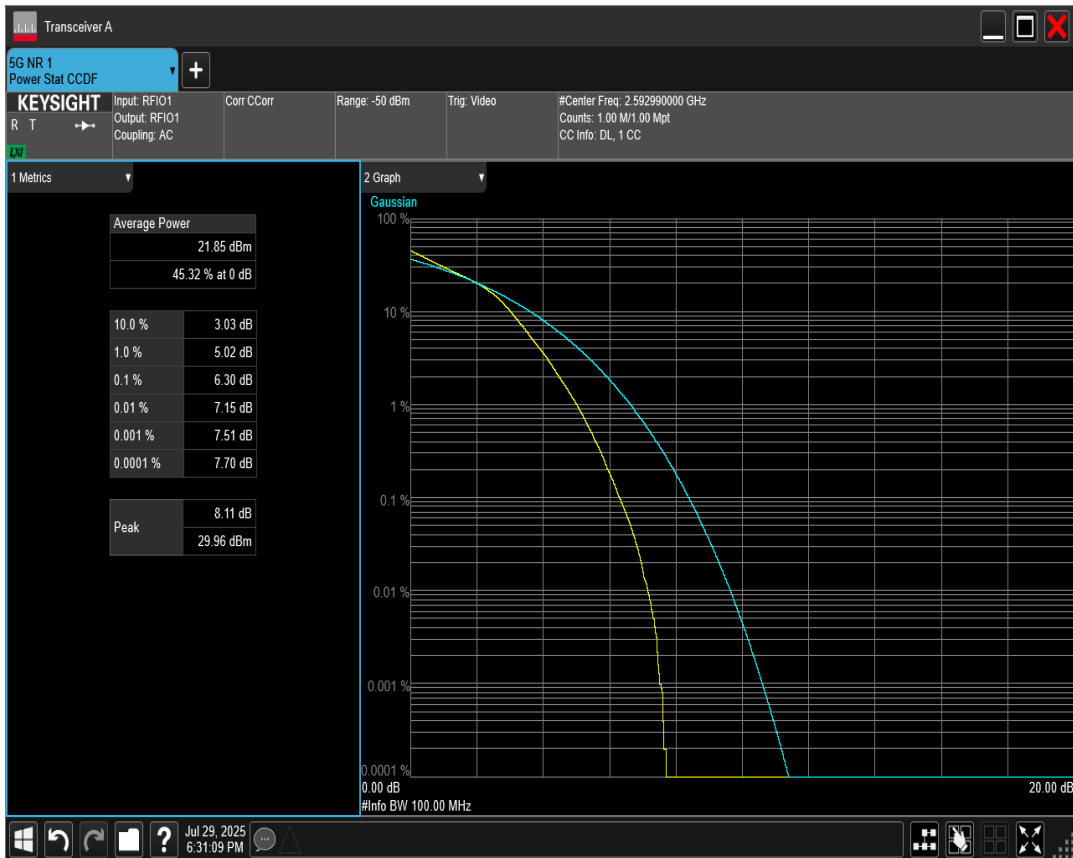 Transceiver A
5G NR 1
Power Stat CCDF
KEYSIGHT
R T
LXI
Input: RFIO1
Output: RFIO1
Coupling: AC
Corr CCorr
Range: -50 dBm
Trig: Video
#Center Freq: 2.592990000 GHz
Counts: 1.00 M/1.00 Mpt
CC Info: DL, 1 CC
1 Metrics
Average Power
21.85 dBm
45.32 % at 0 dB
10.0 % 3.03 dB
1.0 % 5.02 dB
0.1 % 6.30 dB
0.01 % 7.15 dB
0.001 % 7.51 dB
0.0001 % 7.70 dB
Peak
8.11 dB
29.96 dBm
2 Graph
Gaussian
100 %
10 %
1 %
0.1 %
0.01 %
0.001 %
0.0001 %
0.00 dB 20.00 dB
#Info BW 100.00 MHz
?
Jul 29, 2025
6:31:09 PM